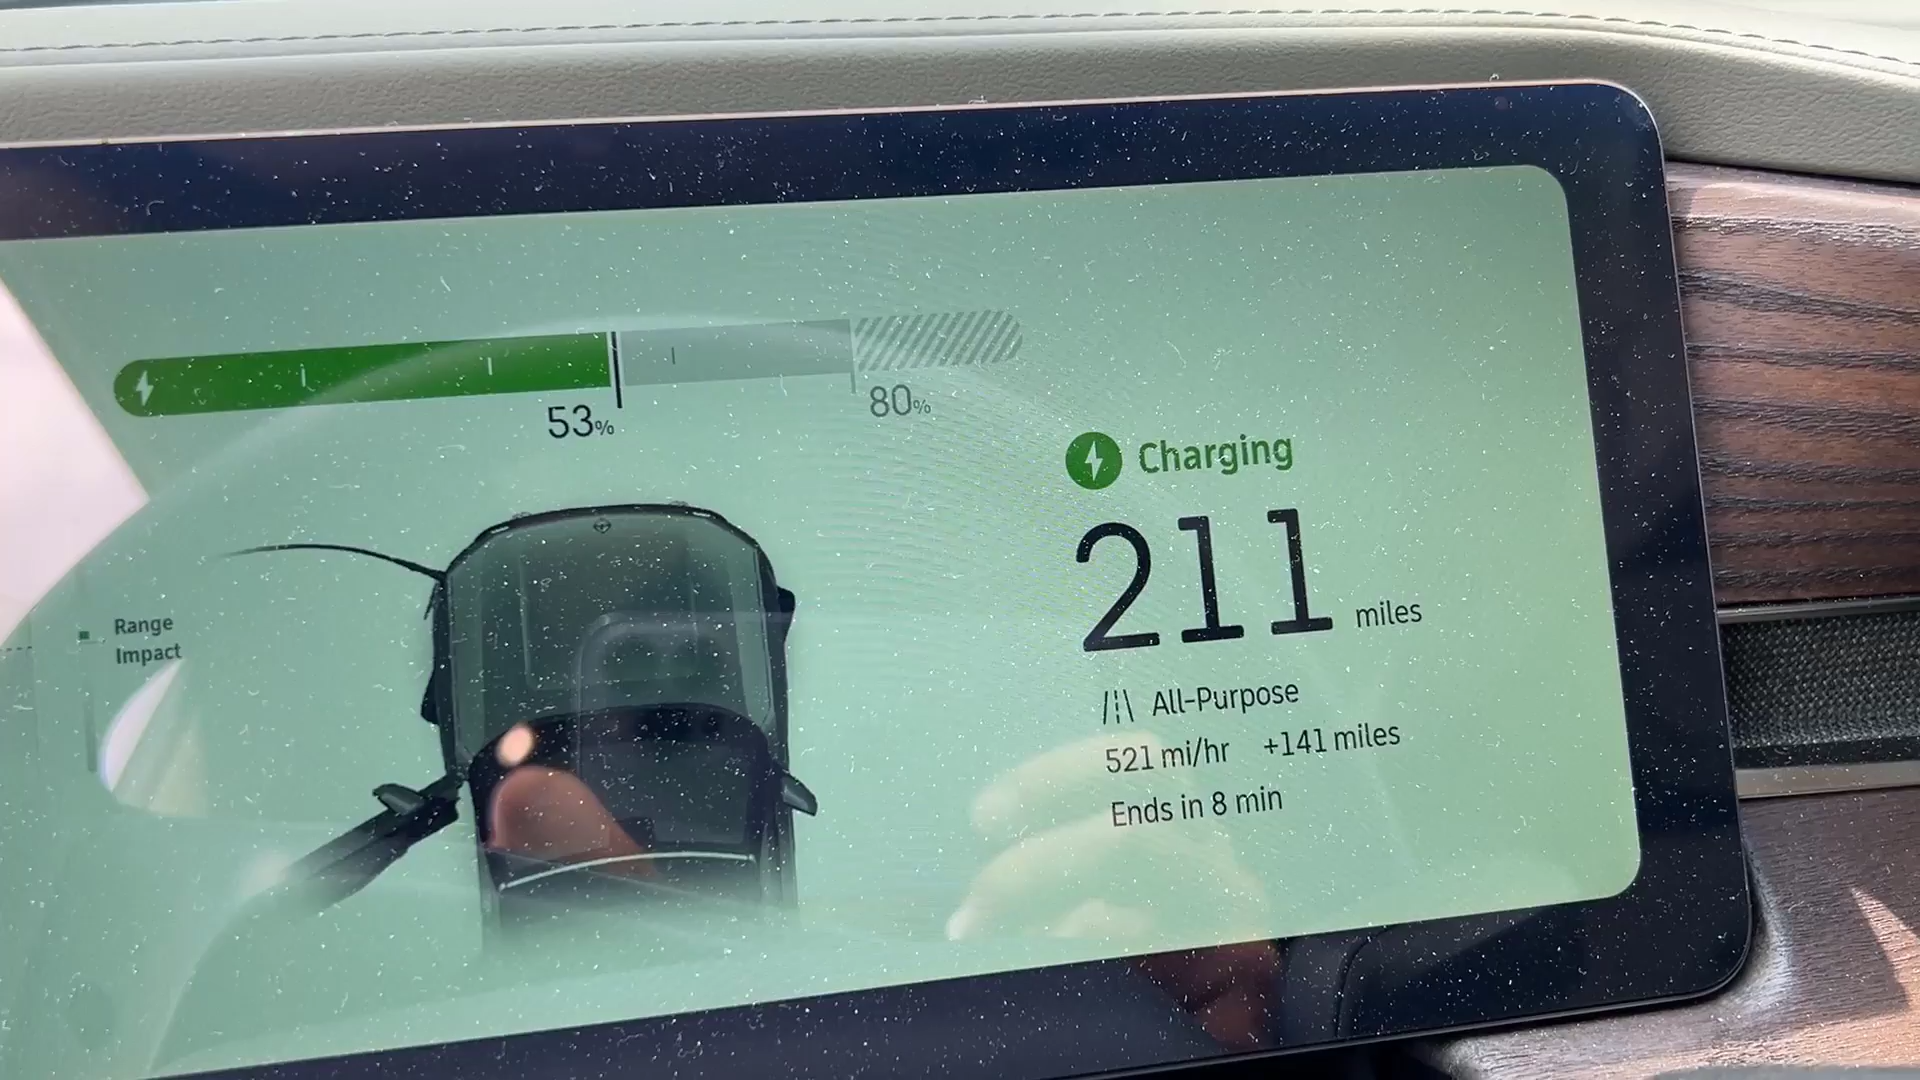 53%
80%
Charging
211 miles
All-Purpose
521 mi/hr +141 miles
Ends in 8 min
Range
Impact